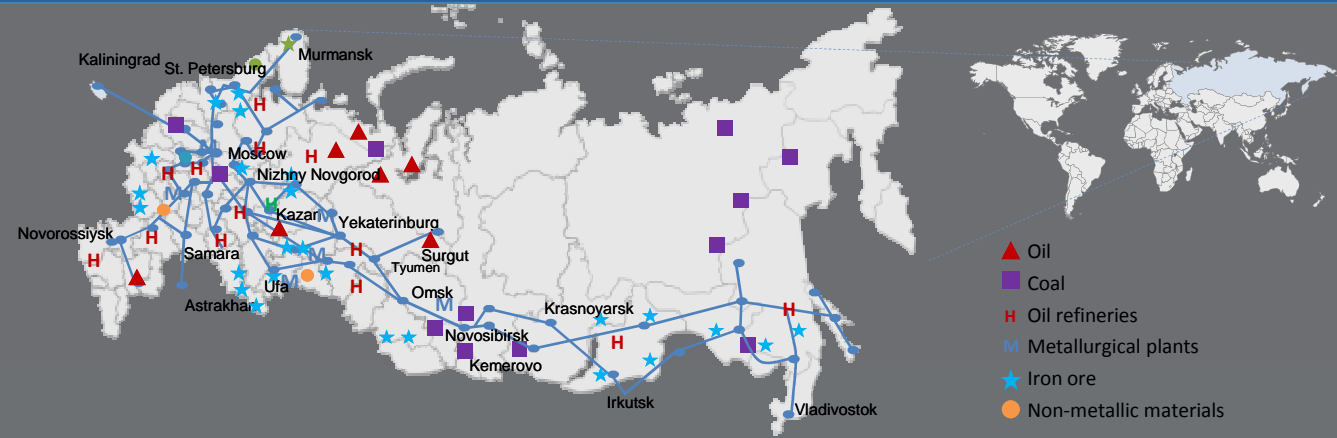 Kaliningrad
St. Petersburg
Murmansk
H
H
Moscow
H
H
H
Nizhny Novgorod
M
H
H
Kazan
M
Yekaterinburg
Novorossiysk
H
H
H
Samara
M
H
Surgut
H
Tyumen
Ufa
M
H
Astrakhan
Omsk
M
Krasnoyarsk
H
Novosibirsk
H
Kemerovo
Irkutsk
Vladivostok
Oil
Coal
H Oil refineries
M Metallurgical plants
Iron ore
Non-metallic materials